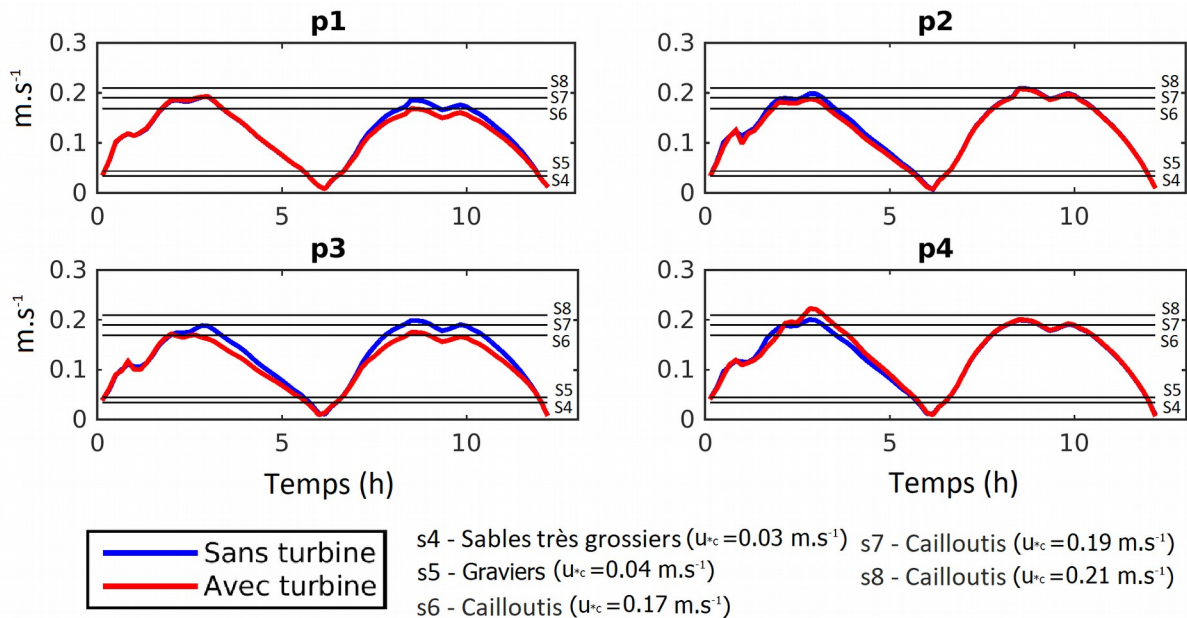 p1
p2
0.3
0.2
0.1
0
m.s⁻¹
S8
S7
S6
S5
S4
0
5
10
0.3
0.2
0.1
0
S8
S7
S6
S5
S4
0
5
10
p3
p4
0.3
0.2
0.1
0
m.s⁻¹
S8
S7
S6
S5
S4
0
5
10
Temps (h)
0.3
0.2
0.1
0
S8
S7
S6
S5
S4
0
5
10
Temps (h)
Sans turbine
Avec turbine
s4 - Sables très grossiers (u*c =0.03 m.s⁻¹)
s5 - Graviers (u*c =0.04 m.s⁻¹)
s6 - Cailloutis (u*c =0.17 m.s⁻¹)
s7 - Cailloutis (u*c =0.19 m.s⁻¹)
s8 - Cailloutis (u*c =0.21 m.s⁻¹)